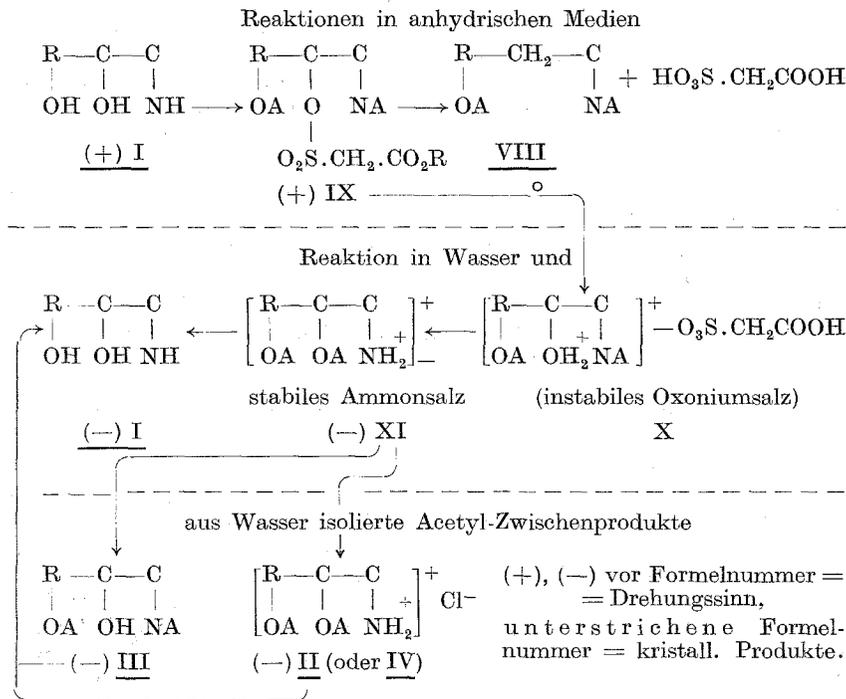 Reaktionen in anhydrischen Medien
R—C—C R—C—C R—CH₂—C
+ HO₃S.CH₂COOH
OH OH NH OA O NA OA NA
(+) I O₂S.CH₂.CO₂R VIII
(+) IX
Reaktion in Wasser und
R C—C [R—C—C]⁺ [R—C—C]⁺
—O₃S.CH₂COOH
OH OH NH [OA OA NH₂⁺]₋ [OA OH₂⁺ NA]
stabiles Ammonsalz (instabiles Oxoniumsalz)
(—) I (—) XI X
aus Wasser isolierte Acetyl-Zwischenprodukte
R—C—C [R—C—C]⁺ Cl⁻
OA OH NA [OA OA NH₂⁺]
(—) III (—) II (oder IV)
(+), (—) vor Formelnummer =
= Drehungssinn,
unterstrichene Formel-
nummer = kristall. Produkte.